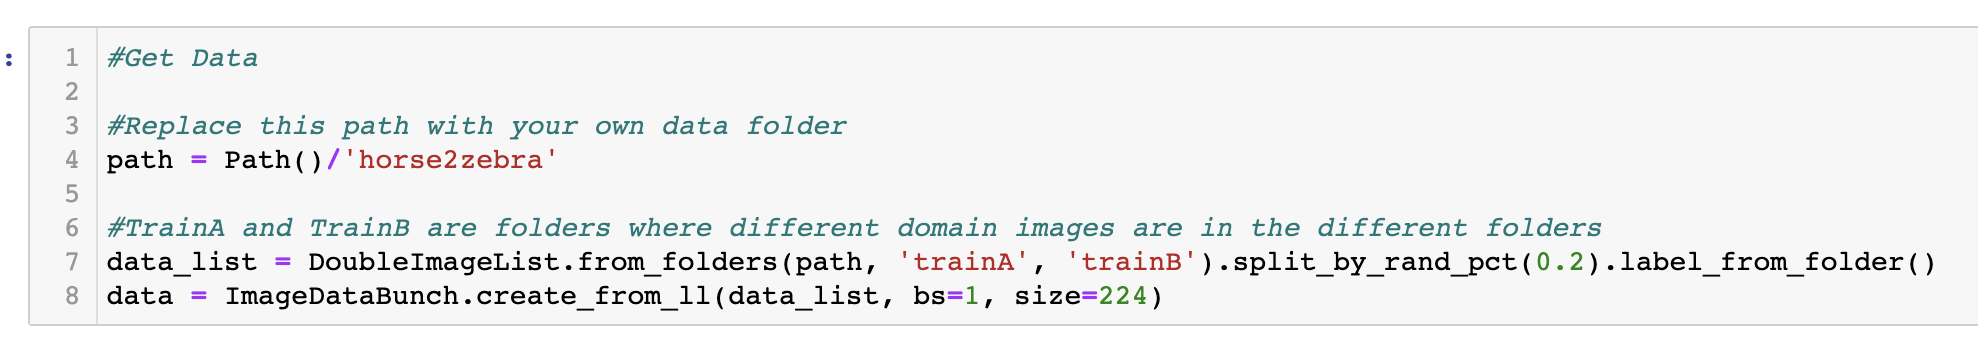 :
1 #Get Data
2
3 #Replace this path with your own data folder
4 path = Path()/'horse2zebra'
5
6 #TrainA and TrainB are folders where different domain images are in the different folders
7 data_list = DoubleImageList.from_folders(path, 'trainA', 'trainB').split_by_rand_pct(0.2).label_from_folder()
8 data = ImageDataBunch.create_from_ll(data_list, bs=1, size=224)